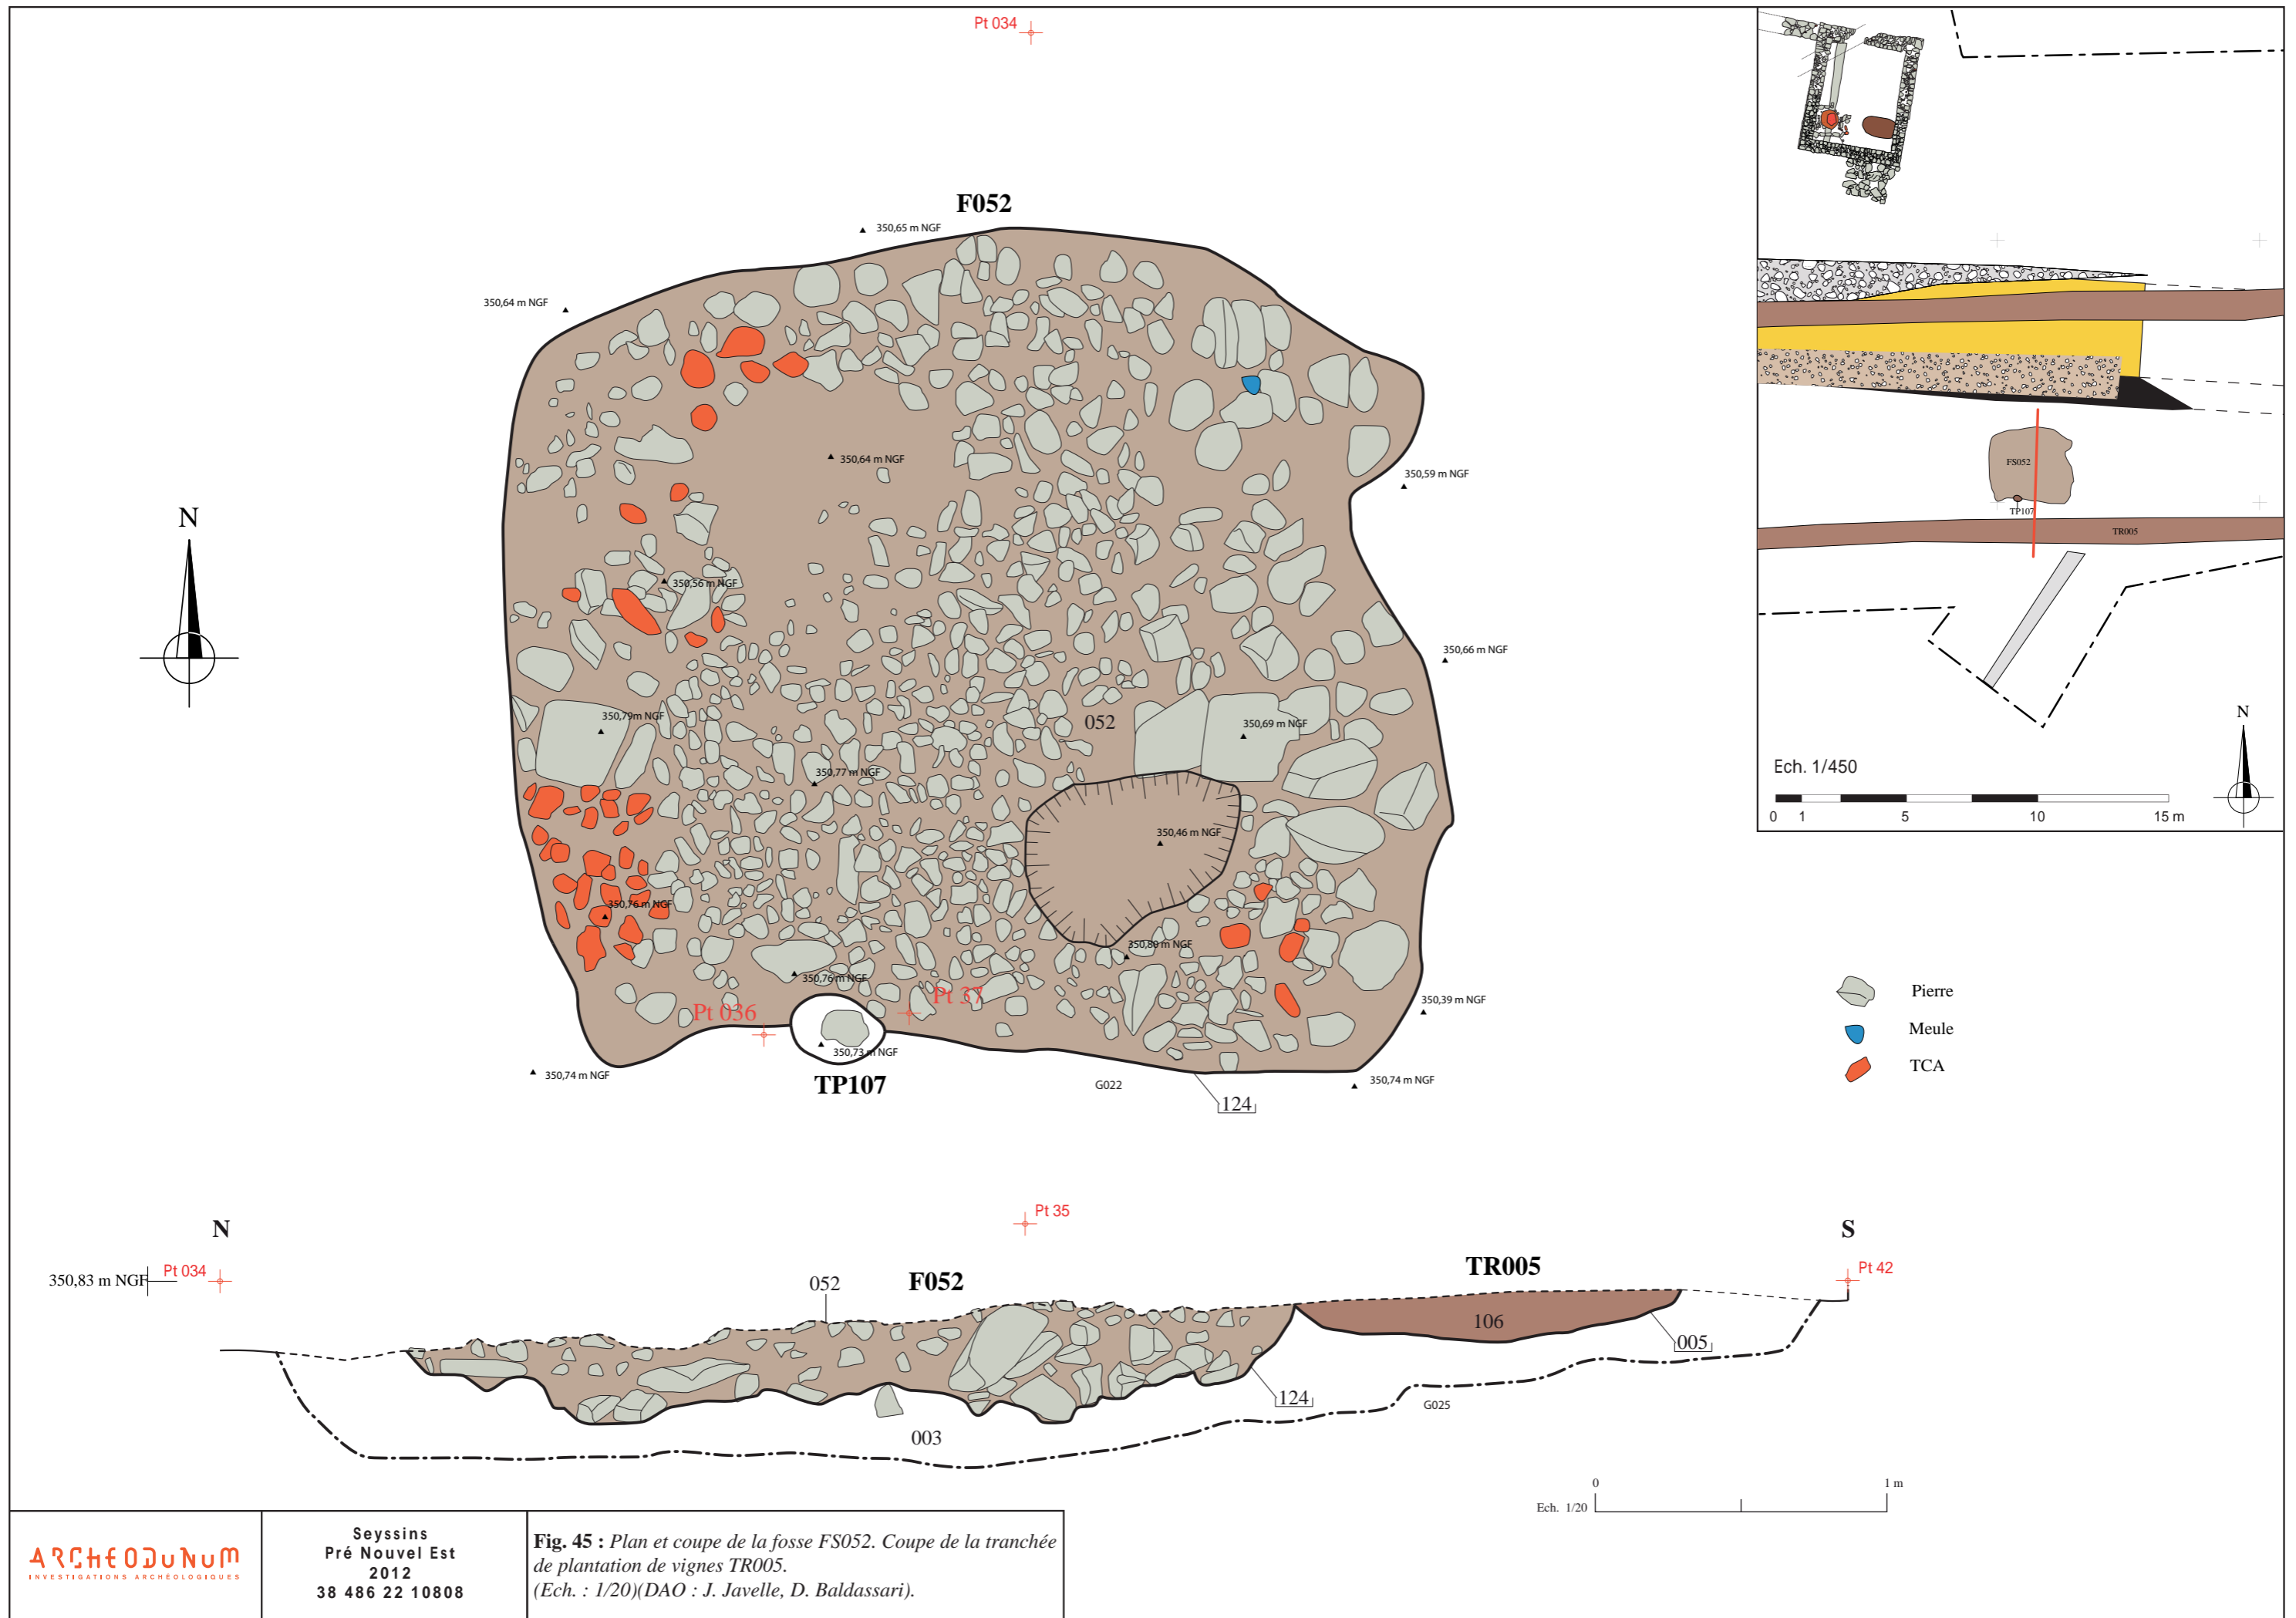 Pt 034
F052
350,65 m NGF
350,64 m NGF
350,64 m NGF
350,59 m NGF
N
350,56 m NGF
350,66 m NGF
350,79m NGF
052
350,69 m NGF
350,77 m NGF
350,46 m NGF
350,76 m NGF
350,80 m NGF
350,76 m NGF
Pt 37
Pt 036
350,39 m NGF
350,73 m NGF
350,74 m NGF
TP107
G022
350,74 m NGF
124
FS052
TP107
TR005
N
Ech. 1/450
0 1 5 10 15 m
Pierre
Meule
TCA
N
Pt 35
S
350,83 m NGF
Pt 034
052
F052
TR005
Pt 42
106
005
124
G025
003
0 1 m
Ech. 1/20
ARCHEODUNUM
INVESTIGATIONS ARCHÉOLOGIQUES
Seyssins
Pré Nouvel Est
2012
38 486 22 10808
Fig. 45 : Plan et coupe de la fosse FS052. Coupe de la tranchée
de plantation de vignes TR005.
(Ech. : 1/20)(DAO : J. Javelle, D. Baldassari).